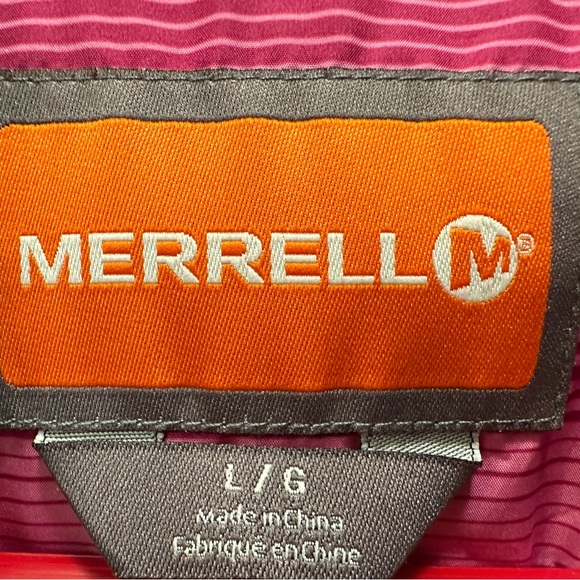 MERRELL M®
L / G
Made in China
Fabriqué en Chine